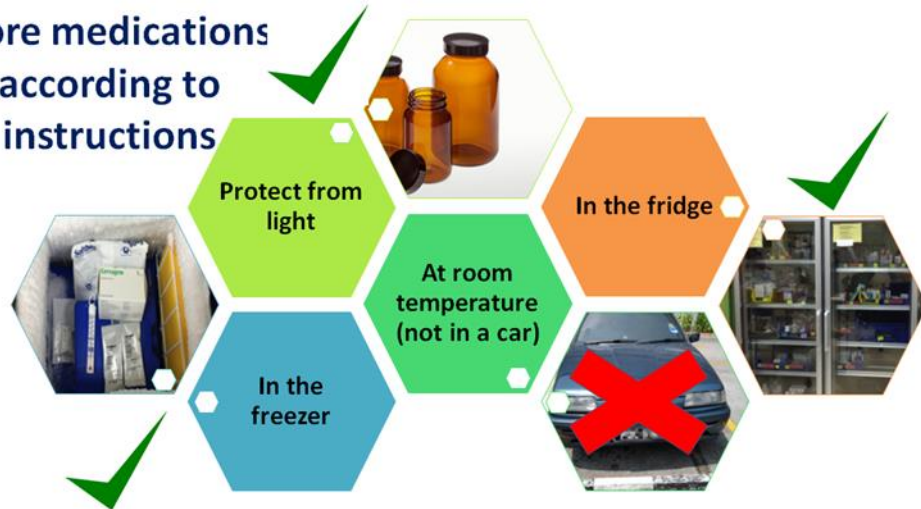 ore medications
according to
instructions
Protect from
light
In the fridge
At room
temperature
(not in a car)
In the
freezer